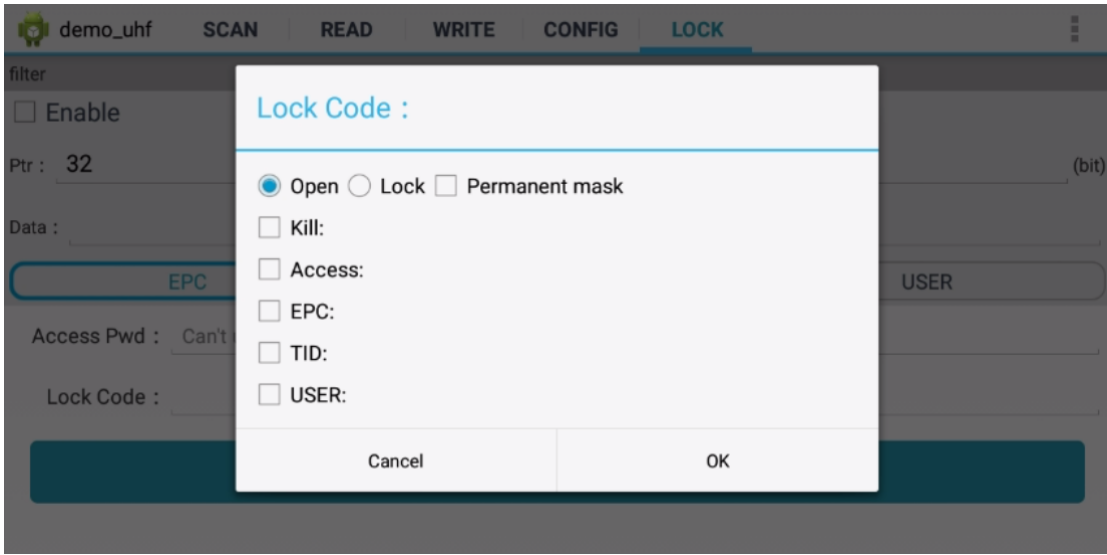 demo_uhf SCAN READ WRITE CONFIG LOCK
filter
Enable
Ptr : 32 (bit)
Data :
EPC USER
Access Pwd : Can't
Lock Code :
Lock Code :
Open Lock Permanent mask
Kill:
Access:
EPC:
TID:
USER:
Cancel OK